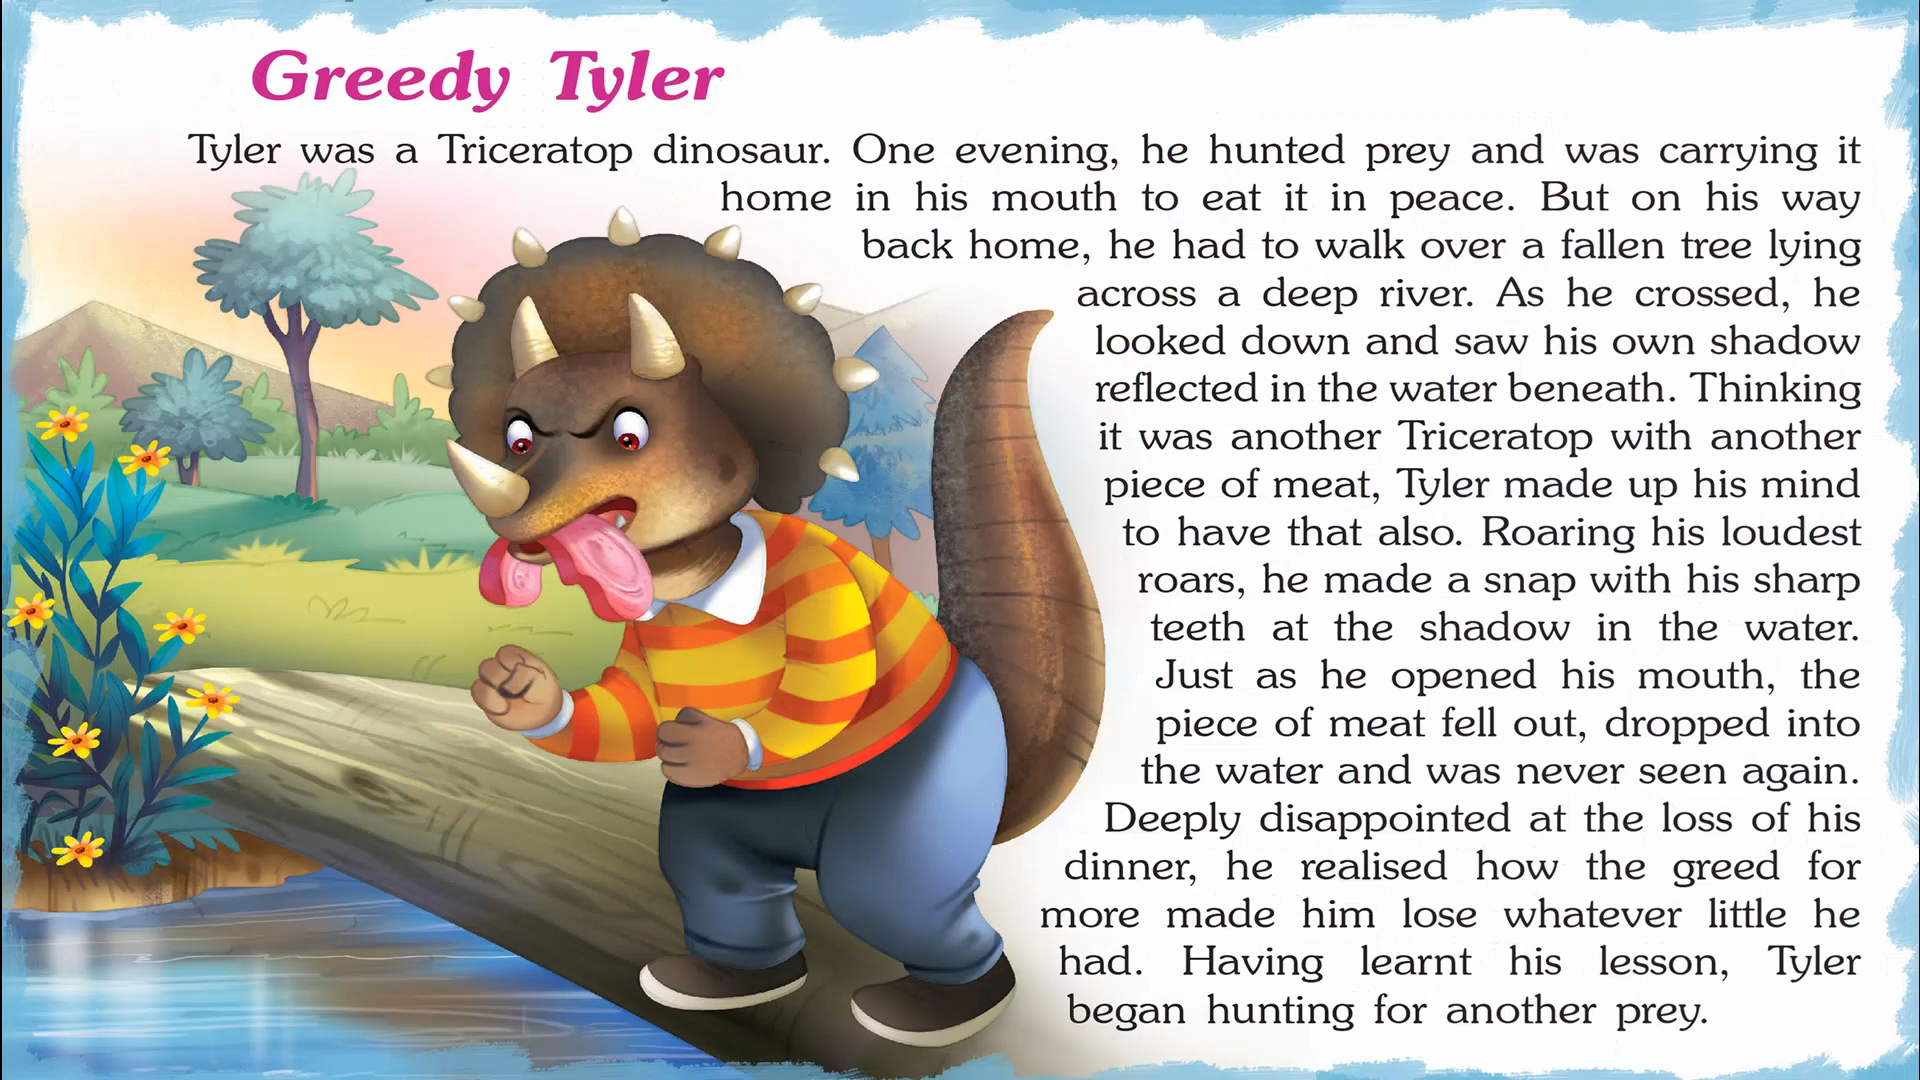 Greedy Tyler
Tyler was a Triceratop dinosaur. One evening, he hunted prey and was carrying it
home in his mouth to eat it in peace. But on his way
back home, he had to walk over a fallen tree lying
across a deep river. As he crossed, he
looked down and saw his own shadow
reflected in the water beneath. Thinking
it was another Triceratop with another
piece of meat, Tyler made up his mind
to have that also. Roaring his loudest
roars, he made a snap with his sharp
teeth at the shadow in the water.
Just as he opened his mouth, the
piece of meat fell out, dropped into
the water and was never seen again.
Deeply disappointed at the loss of his
dinner, he realised how the greed for
more made him lose whatever little he
had. Having learnt his lesson, Tyler
began hunting for another prey.